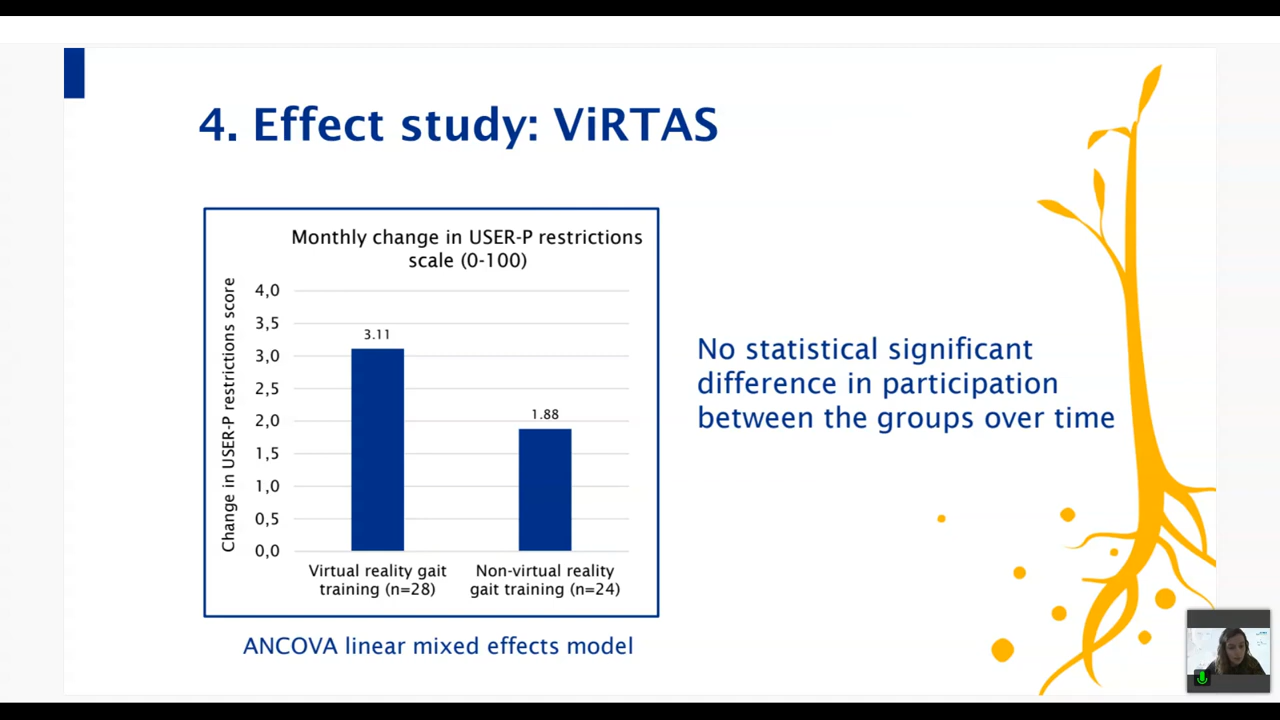 4. Effect study: ViRTAS
Monthly change in USER-P restrictions
scale (0-100)
Change in USER-P restrictions score
4,0
3,5
3,0
2,5
2,0
1,5
1,0
0,5
0,0
3.11
1.88
Virtual reality gait
training (n=28)
Non-virtual reality
gait training (n=24)
ANCOVA linear mixed effects model
No statistical significant
difference in participation
between the groups over time